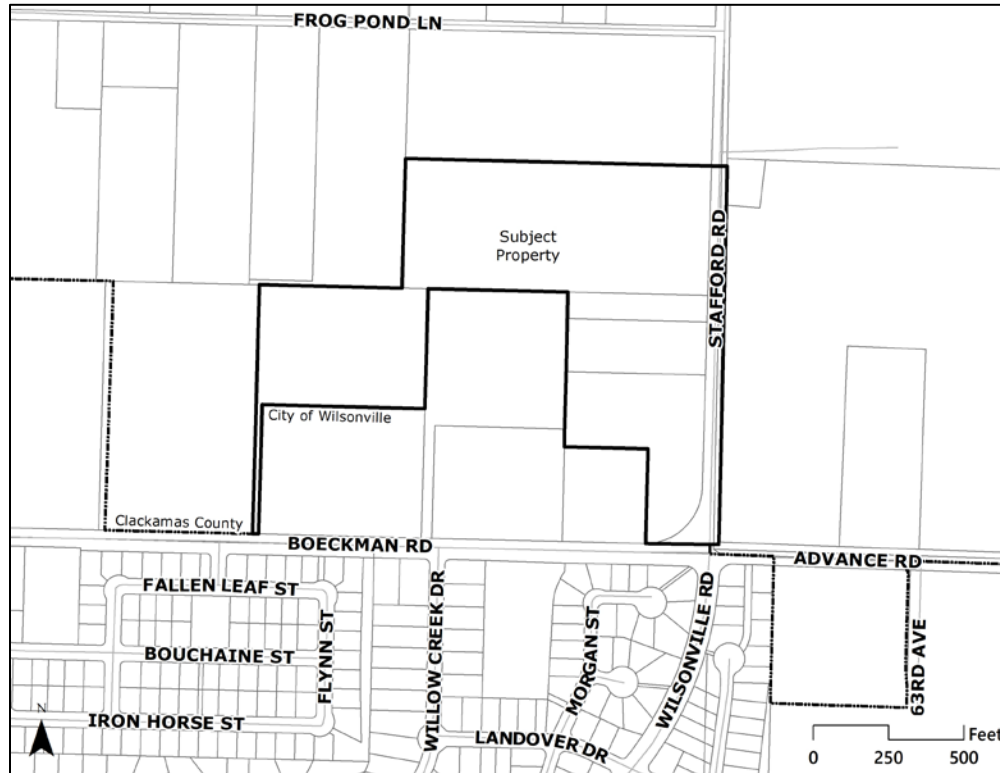 FROG POND LN
Subject
Property
STAFFORD RD
City of Wilsonville
Clackamas County
BOECKMAN RD
ADVANCE RD
FALLEN LEAF ST
FLYNN ST
WILLOW CREEK DR
MORGAN ST
WILSONVILLE RD
63RD AVE
BOUCHAINE ST
IRON HORSE ST
LANDOVER DR
N
Feet
0 250 500